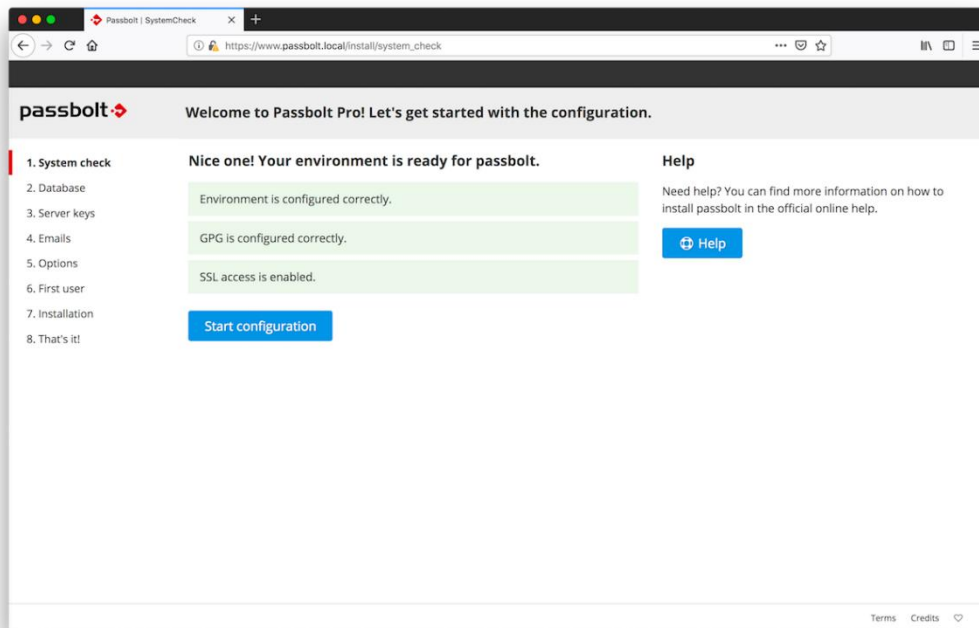 Passbolt | SystemCheck
https://www.passbolt.local/install/system_check
passbolt
Welcome to Passbolt Pro! Let's get started with the configuration.
1. System check
2. Database
3. Server keys
4. Emails
5. Options
6. First user
7. Installation
8. That's it!
Nice one! Your environment is ready for passbolt.
Environment is configured correctly.
GPG is configured correctly.
SSL access is enabled.
Start configuration
Help
Need help? You can find more information on how to
install passbolt in the official online help.
Help
Terms Credits